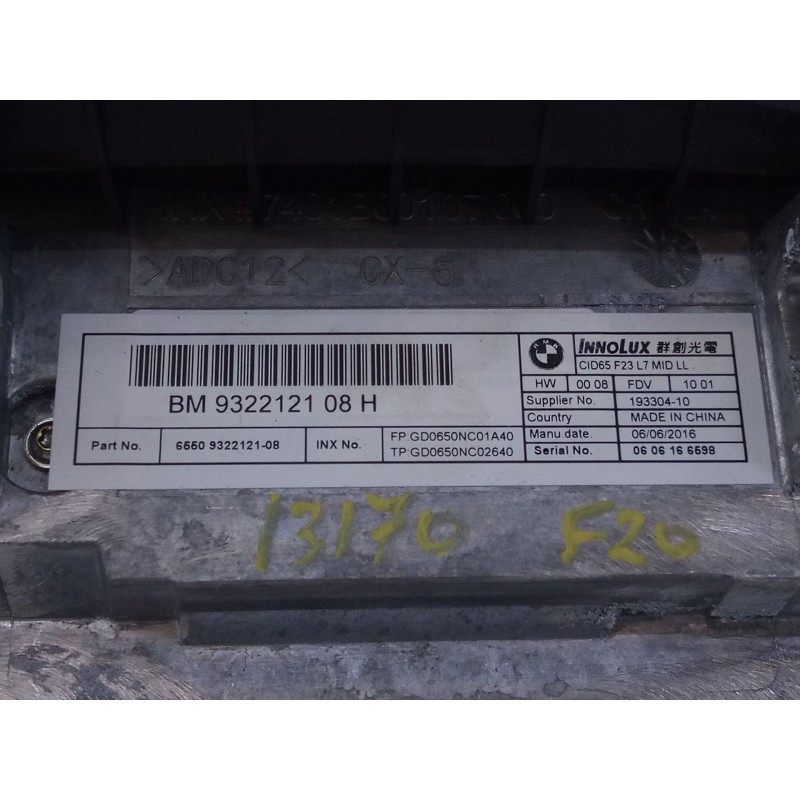 >ADC12< CX-6
BMW
INNOLUX 群創光電
CID65 F23 L7 MID LL
BM 9322121 08 H
HW 00 08 FDV 10 01
Supplier No. 193304-10
Country MADE IN CHINA
Manu.date. 06/06/2016
Serial No. 06 06 16 6598
Part No. 6550 9322121-08 INX No. FP:GD0650NC01A40
TP:GD0650NC02640
13170 F20